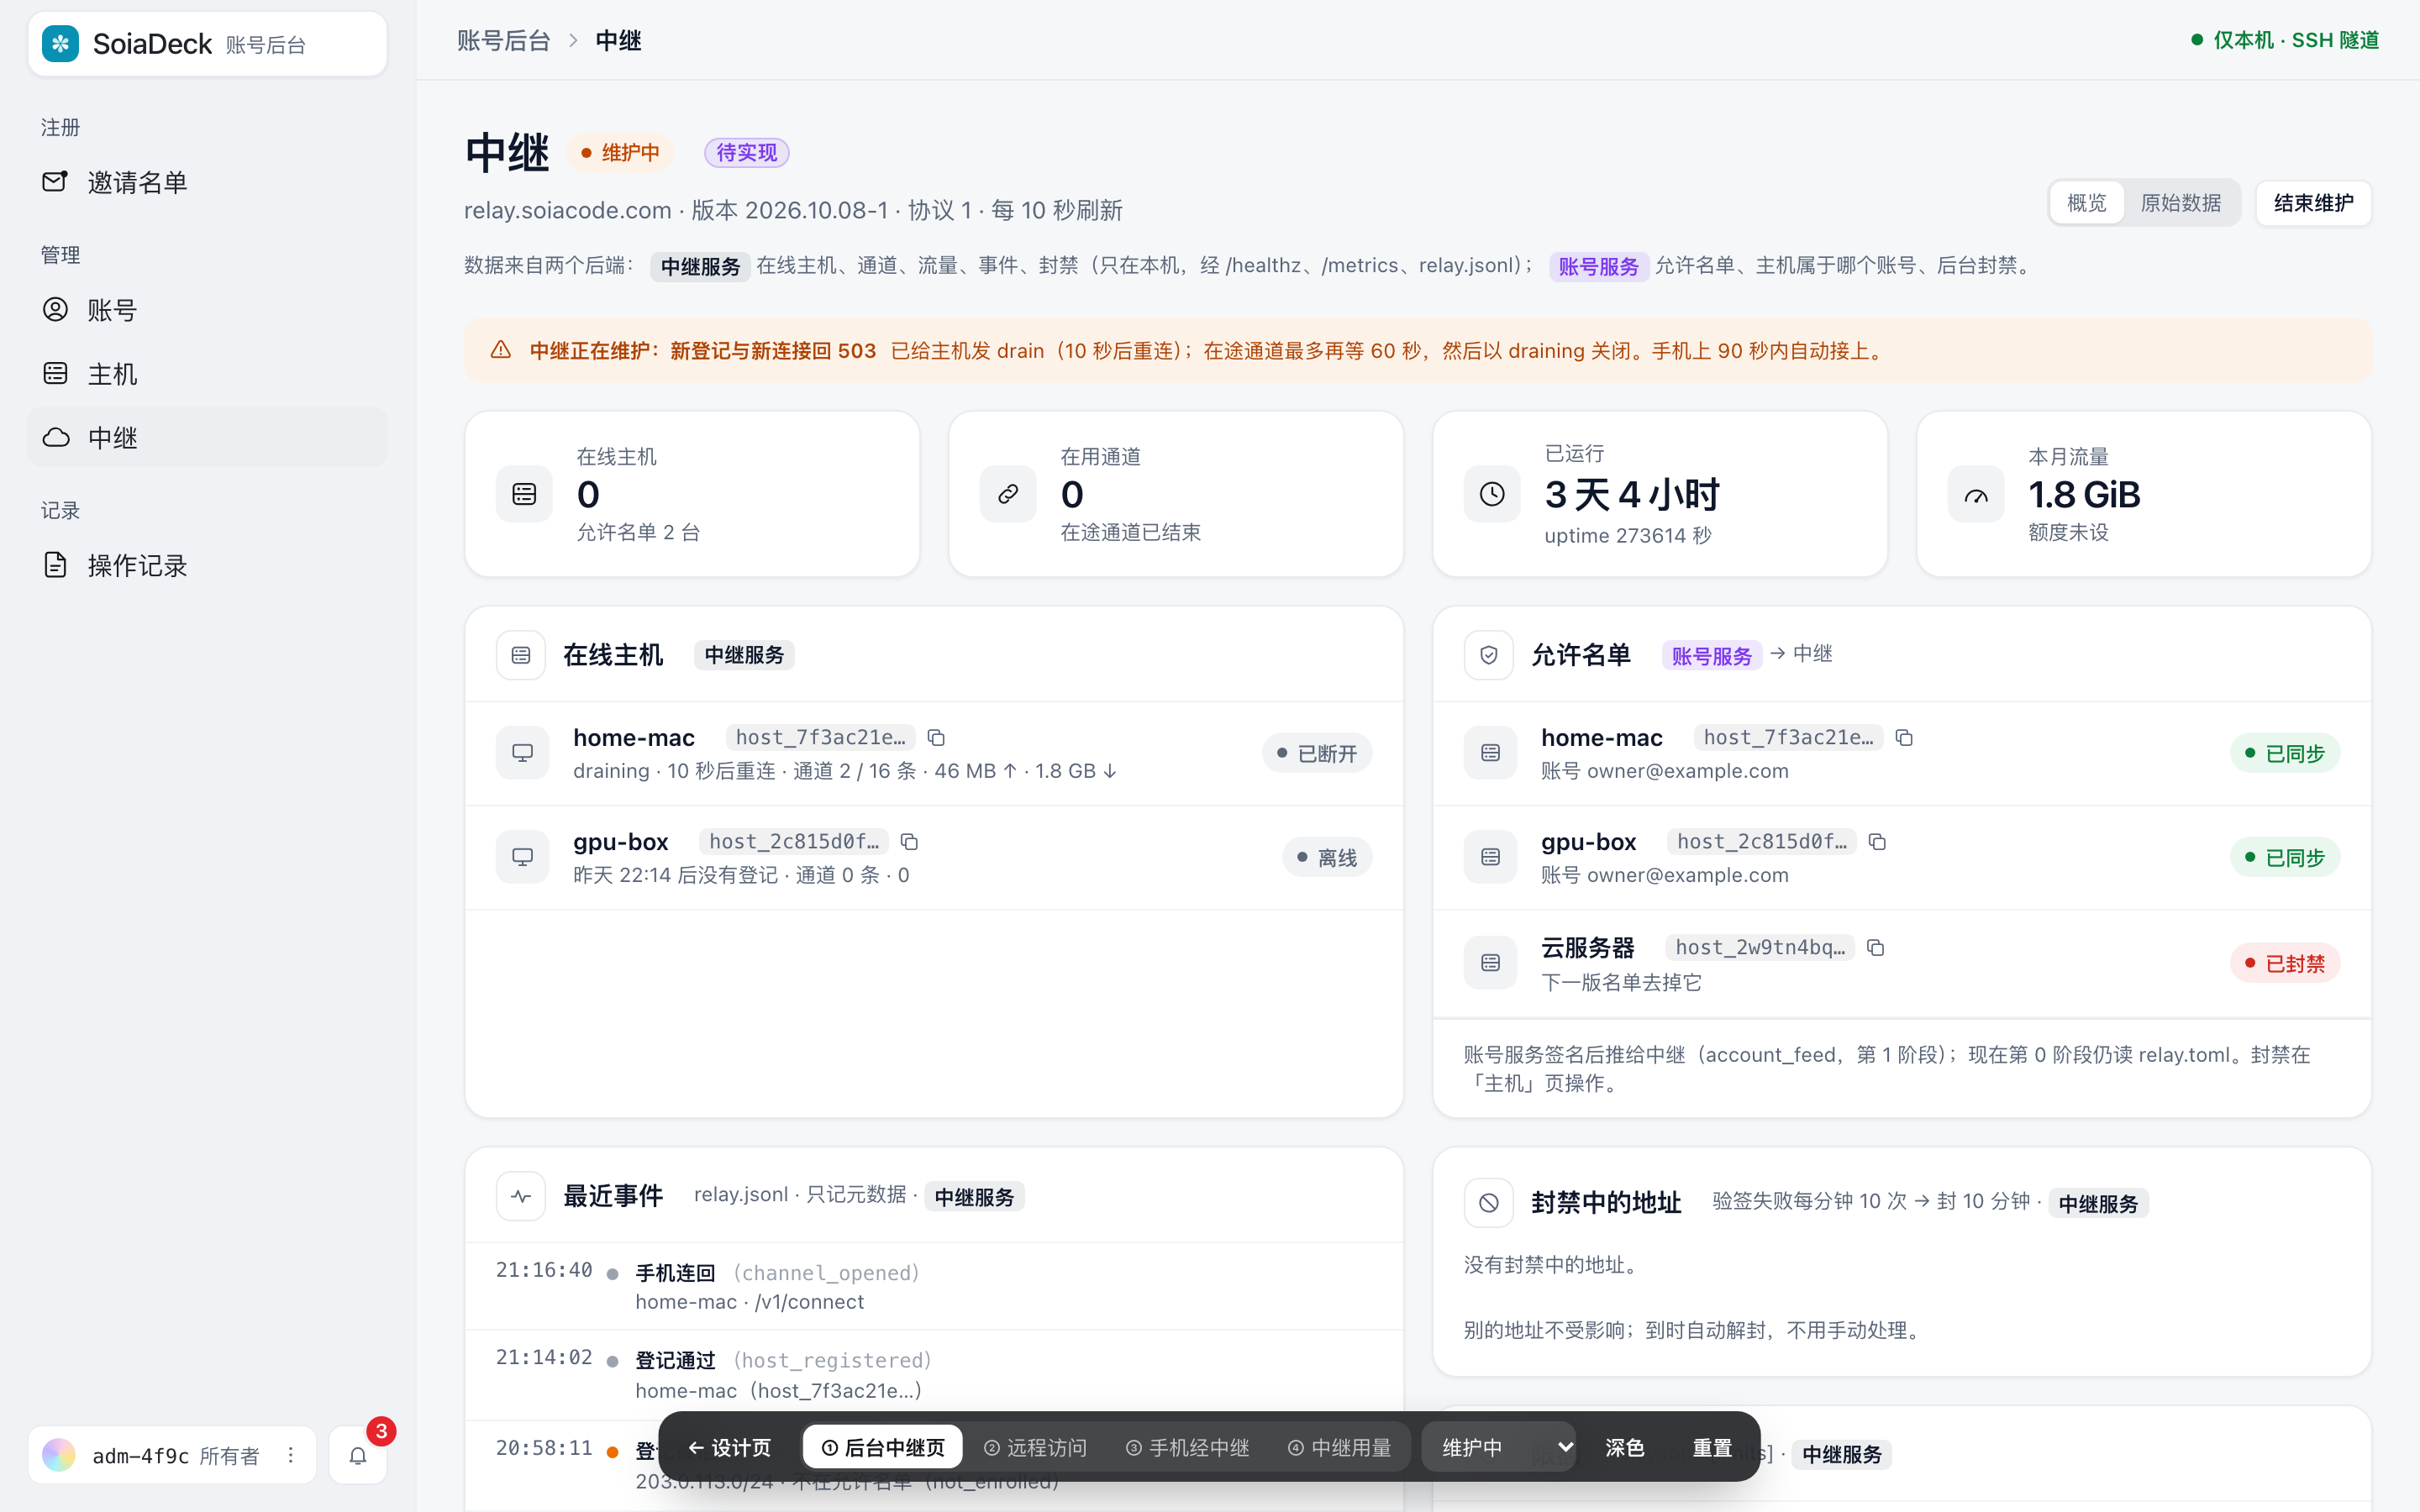 SoiaDeck 账号后台
注册
邀请名单
管理
账号
主机
中继
记录
操作记录
adm-4f9c 所有者
3
账号后台 > 中继
仅本机 · SSH 隧道
中继 维护中 待实现
relay.soiacode.com · 版本 2026.10.08-1 · 协议 1 · 每 10 秒刷新
概览 原始数据 结束维护
数据来自两个后端： 中继服务 在线主机、通道、流量、事件、封禁（只在本机，经 /healthz、/metrics、relay.jsonl）； 账号服务 允许名单、主机属于哪个账号、后台封禁。
中继正在维护：新登记与新连接回 503 已给主机发 drain（10 秒后重连）；在途通道最多再等 60 秒，然后以 draining 关闭。手机上 90 秒内自动接上。
在线主机
0
允许名单 2 台
在用通道
0
在途通道已结束
已运行
3 天 4 小时
uptime 273614 秒
本月流量
1.8 GiB
额度未设
在线主机 中继服务
home-mac host_7f3ac21e…
draining · 10 秒后重连 · 通道 2 / 16 条 · 46 MB ↑ · 1.8 GB ↓
已断开
gpu-box host_2c815d0f…
昨天 22:14 后没有登记 · 通道 0 条 · 0
离线
允许名单 账号服务 → 中继
home-mac host_7f3ac21e…
账号 owner@example.com
已同步
gpu-box host_2c815d0f…
账号 owner@example.com
已同步
云服务器 host_2w9tn4bq…
下一版名单去掉它
已封禁
账号服务签名后推给中继（account_feed，第 1 阶段）；现在第 0 阶段仍读 relay.toml。封禁在
「主机」页操作。
最近事件 relay.jsonl · 只记元数据 · 中继服务
21:16:40 手机连回 （channel_opened）
home-mac · /v1/connect
21:14:02 登记通过 （host_registered）
home-mac（host_7f3ac21e…）
20:58:11 登
203.0.113.0/24 · 不在允许名单（not_enrolled）
封禁中的地址 验签失败每分钟 10 次 → 封 10 分钟 · 中继服务
没有封禁中的地址。
别的地址不受影响；到时自动解封，不用手动处理。
] · 中继服务
← 设计页 ① 后台中继页 ② 远程访问 ③ 手机经中继 ④ 中继用量 维护中 深色 重置